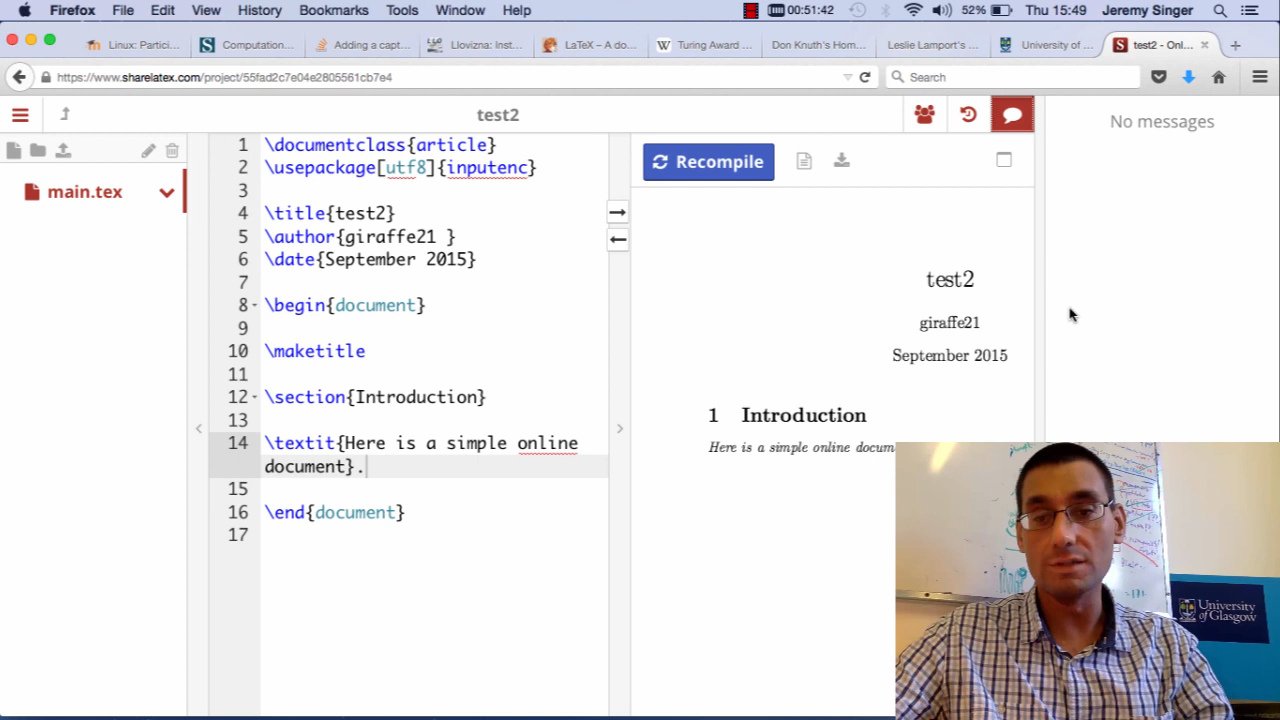 Firefox File Edit View History Bookmarks Tools Window Help 00:51:42 52% Thu 15:49 Jeremy Singer
Linux: Partici... Computation... Adding a capt... Llovizna: Inst... LaTeX – A do... Turing Award ... Don Knuth's Hom... Leslie Lamport's ... University of ... test2 - Onl...
https://www.sharelatex.com/project/55fad2c7e04e2805561cb7e4 Search
test2
No messages
main.tex
1 \documentclass{article}
2 \usepackage[utf8]{inputenc}
3
4 \title{test2}
5 \author{giraffe21 }
6 \date{September 2015}
7
8 \begin{document}
9
10 \maketitle
11
12 \section{Introduction}
13
14 \textit{Here is a simple online
document}.
15
16 \end{document}
17
Recompile
test2
giraffe21
September 2015
1 Introduction
Here is a simple online docum
University
of Glasgow